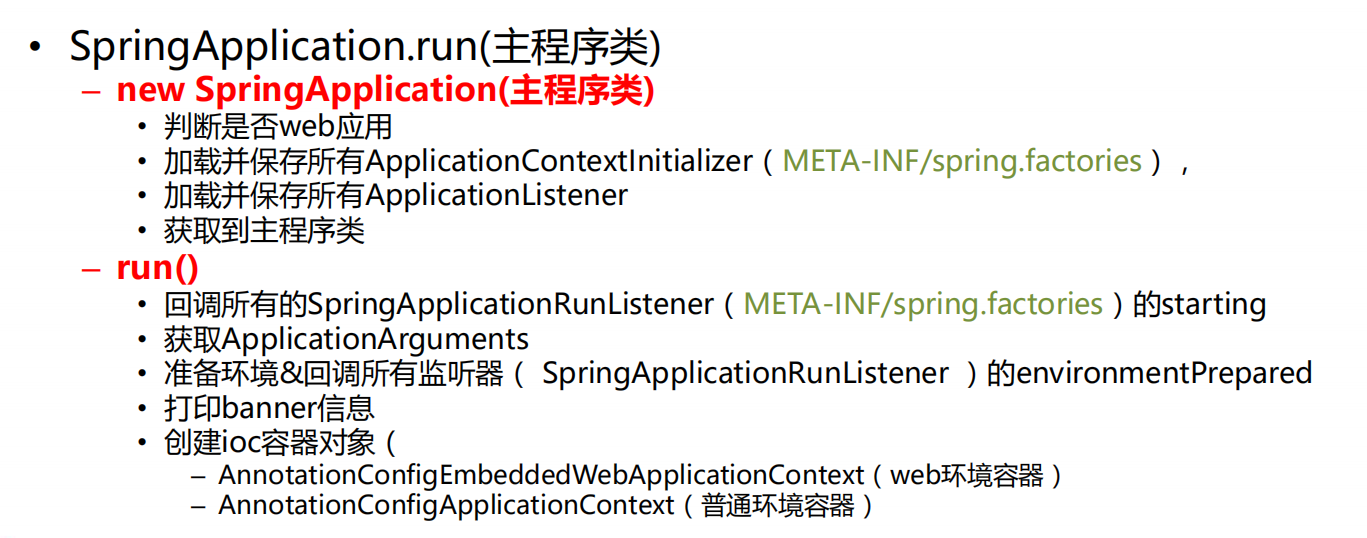 • SpringApplication.run(主程序类)
– new SpringApplication(主程序类)
• 判断是否web应用
• 加载并保存所有ApplicationContextInitializer（META-INF/spring.factories），
• 加载并保存所有ApplicationListener
• 获取到主程序类
– run()
• 回调所有的SpringApplicationRunListener（META-INF/spring.factories）的starting
• 获取ApplicationArguments
• 准备环境&回调所有监听器（ SpringApplicationRunListener ）的environmentPrepared
• 打印banner信息
• 创建ioc容器对象（
– AnnotationConfigEmbeddedWebApplicationContext（web环境容器）
– AnnotationConfigApplicationContext（普通环境容器）